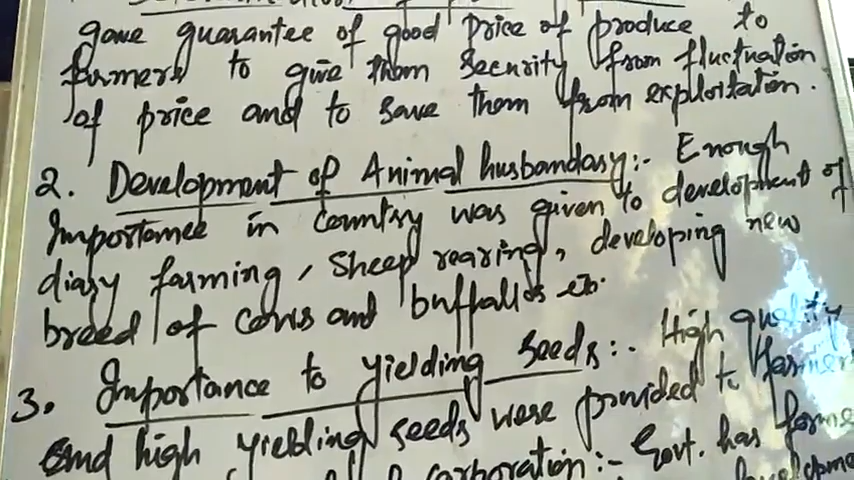 gave guarantee of good Price of produce to
farmers to give them Security from fluctuation
of price and to save them from exploitation.
2. Development of Animal husbandary:- Enough
Importance in Country was given to development of
diary farming, Sheep rearing, developing new
breed of cows and buffallos etc.
3. Importance to yielding Seeds:- High quality
and high yielding seeds were provided to farmers
corporation:- Govt. has